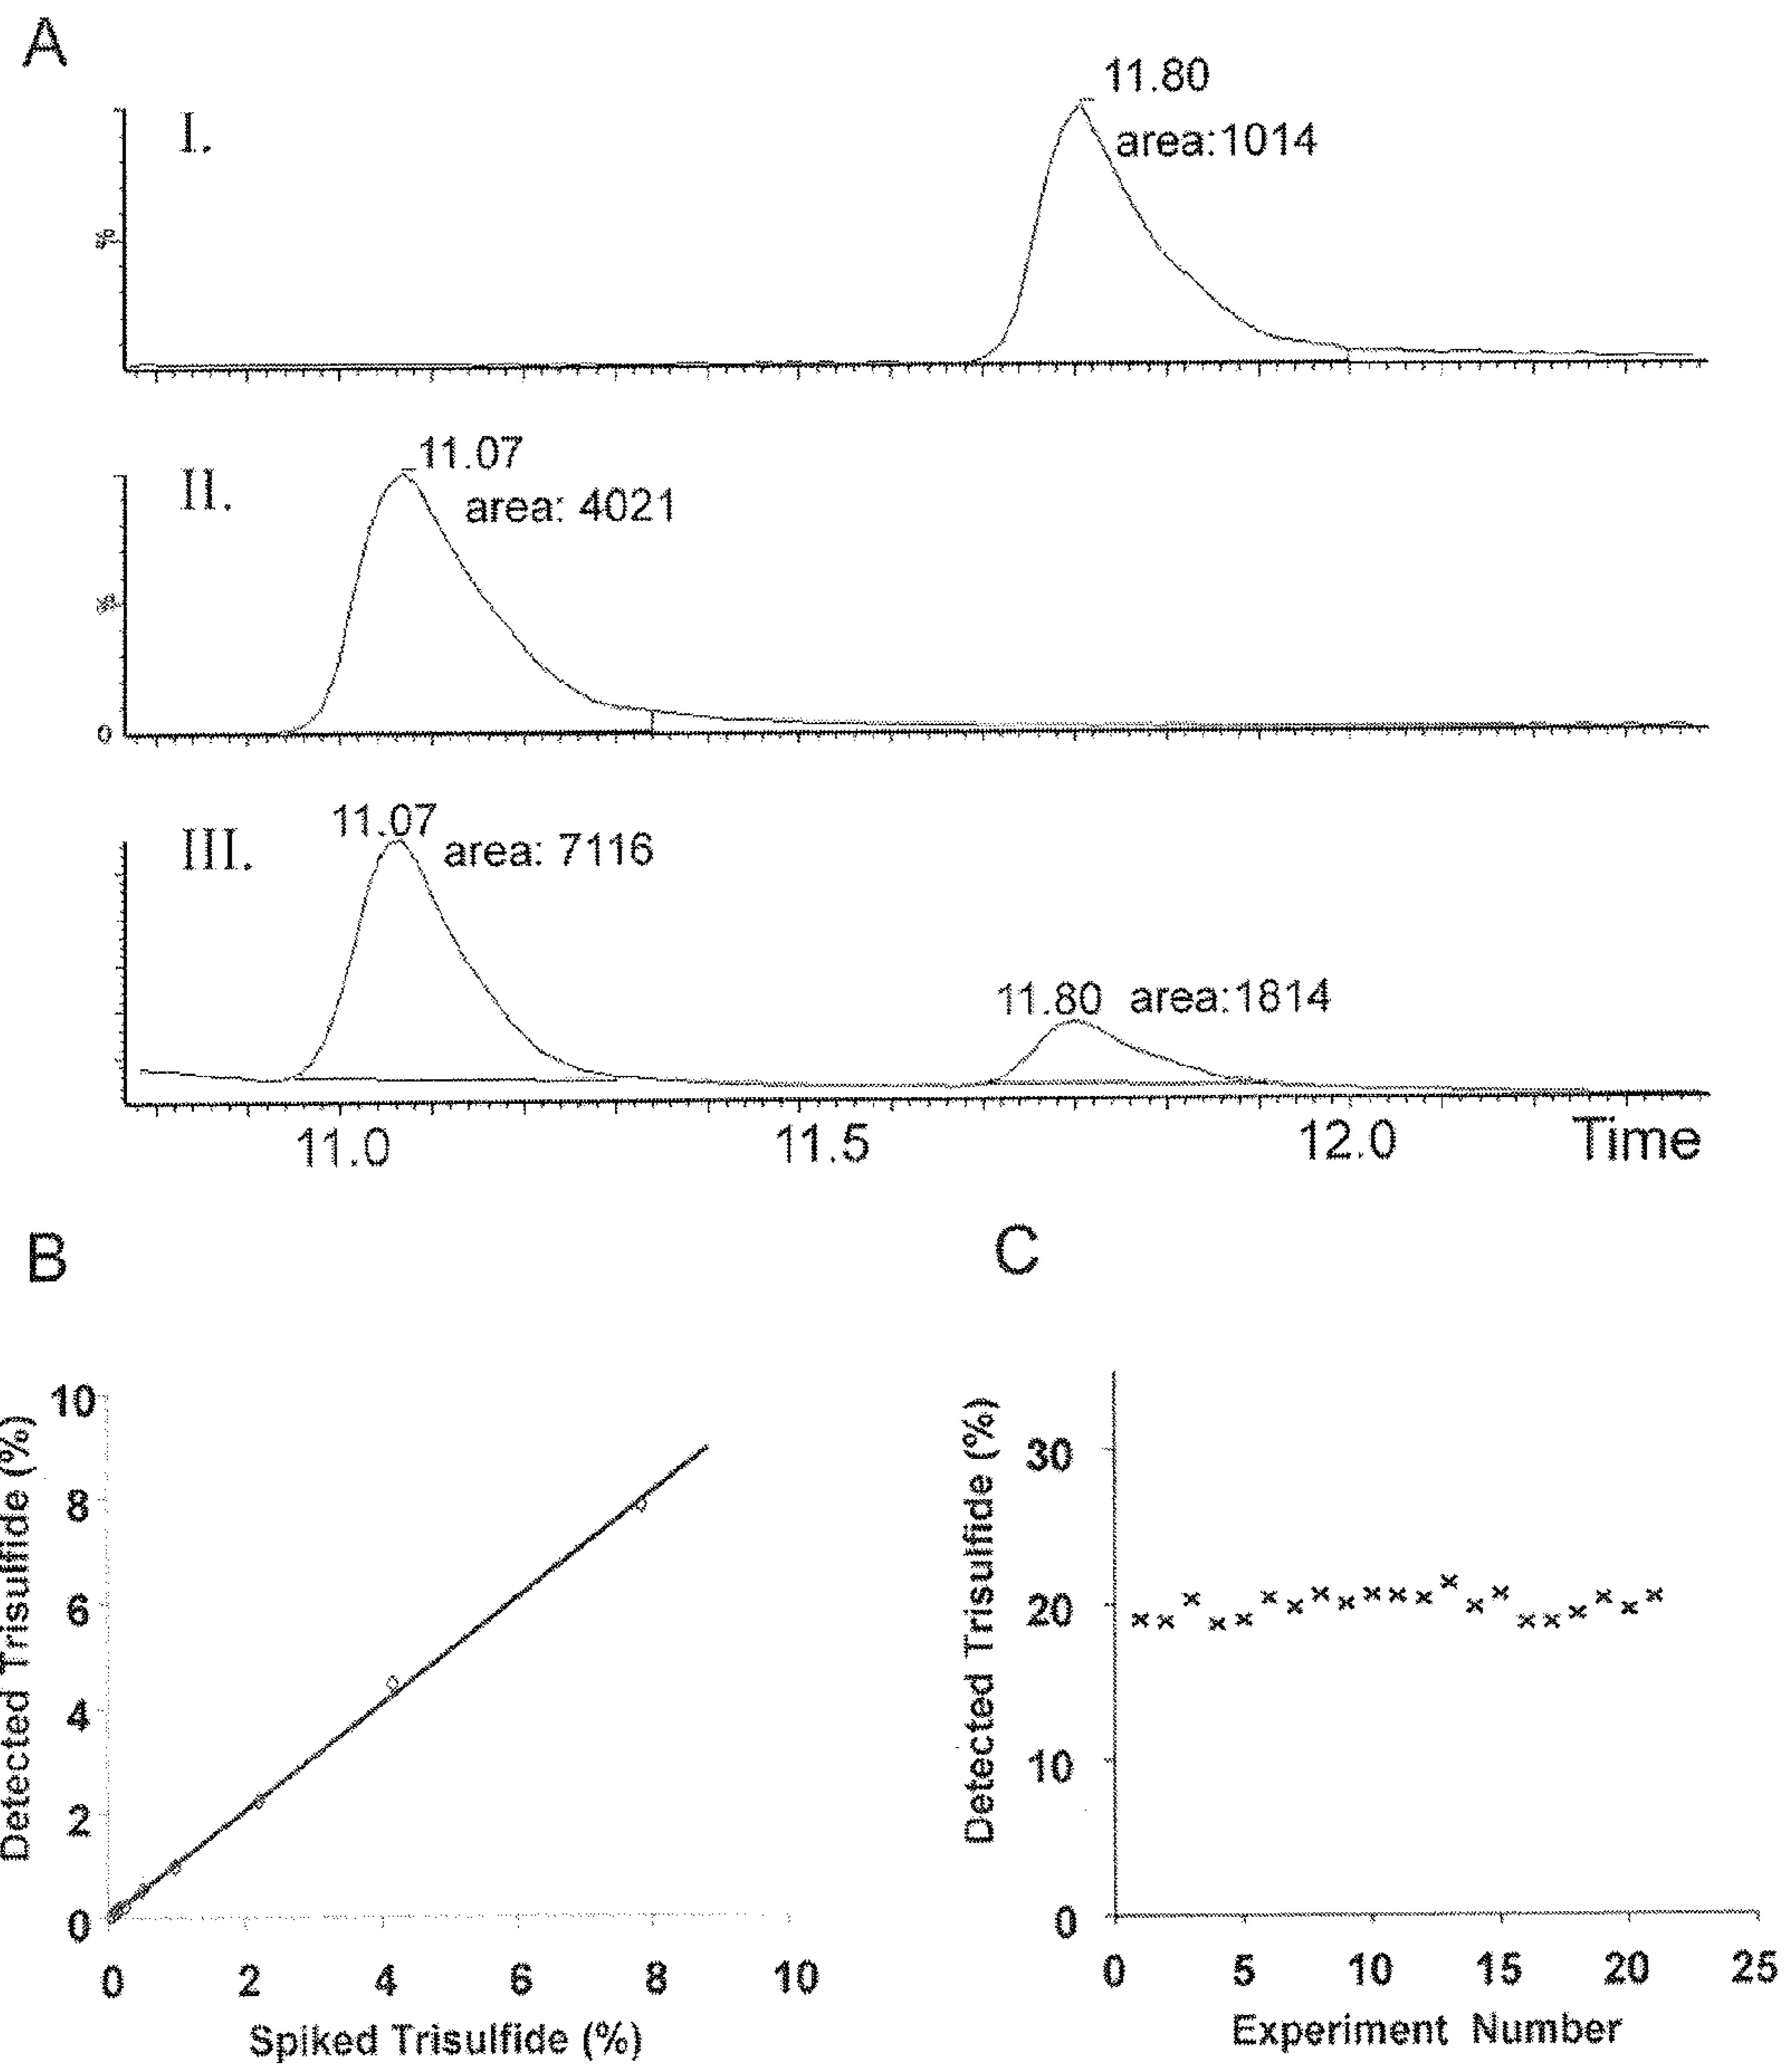 A
I.
11.80
area:1014
%
II.
11.07
area: 4021
%
0
III.
11.07
area: 7116
11.80 area:1814
11.0 11.5 12.0 Time
B
C
Detected Trisulfide (%)
10
8
6
4
2
0
0 2 4 6 8 10
Spiked Trisulfide (%)
Detected Trisulfide (%)
30
20
10
0
0 5 10 15 20 25
Experiment Number